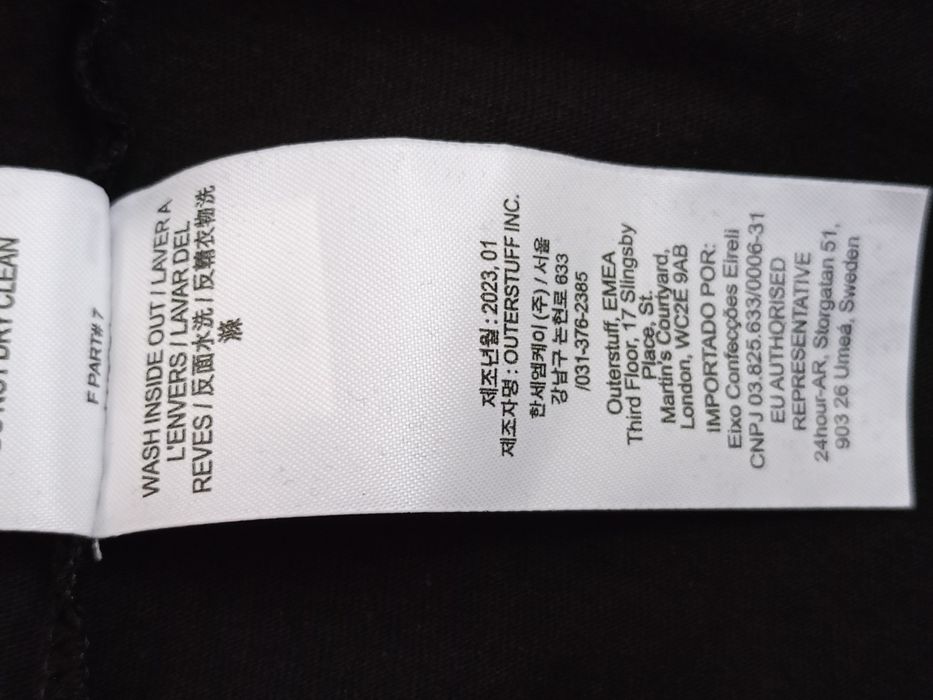 DRY CLEAN
F PART# 7
WASH INSIDE OUT / LAVER A
L'ENVERS / LAVAR DEL
REVES / 反面水洗 / 反轉衣物洗
滌
제조년월 : 2023, 01
제조자명 : OUTERSTUFF INC.
한세엠케이 (주) / 서울
강남구 논현로 633
/031-376-2385
Outerstuff, EMEA
Third Floor, 17 Slingsby
Place, St.
Martin's Courtyard,
London, WC2E 9AB
IMPORTADO POR:
Eixo Confecções Eireli
CNPJ 03.825.633/0006-31
EU AUTHORISED
REPRESENTATIVE
24hour-AR, Storgatan 51,
903 26 Umeá, Sweden